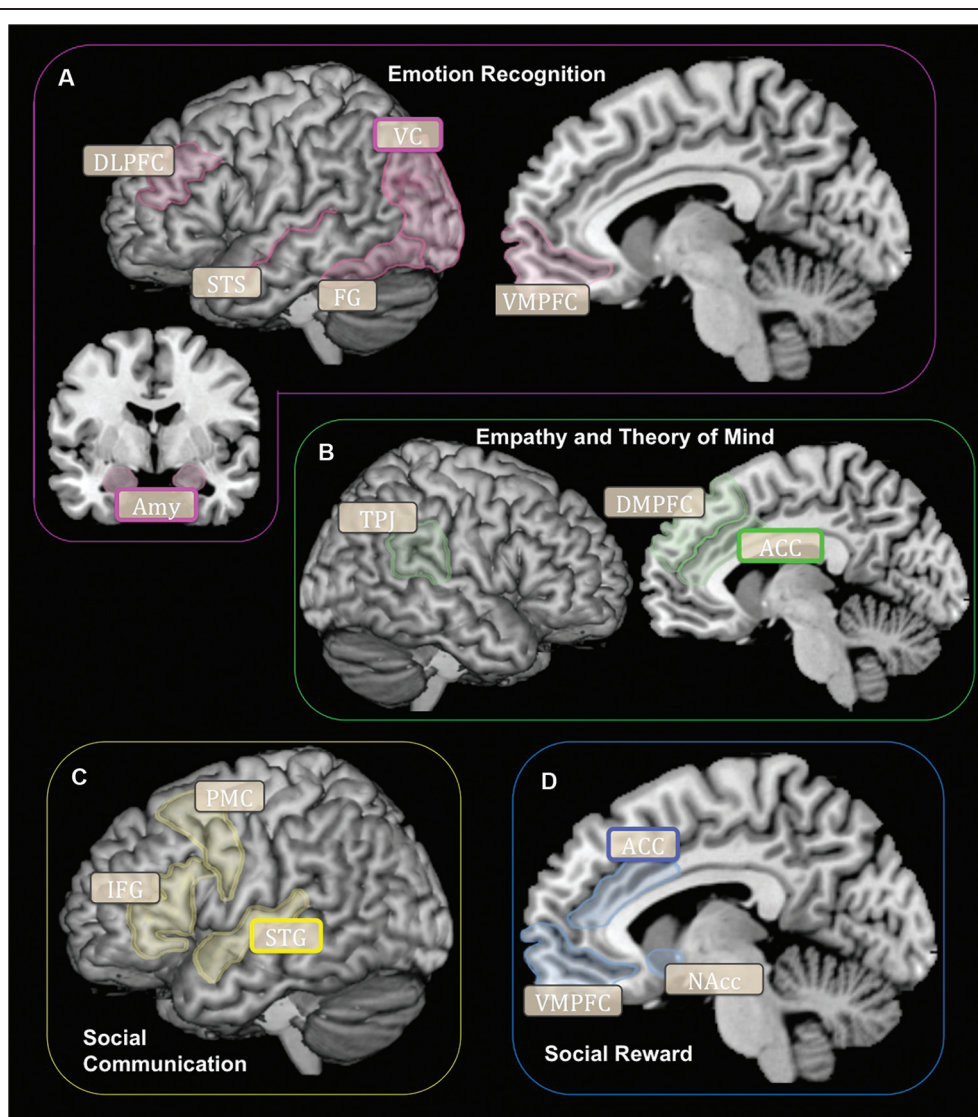 A
Emotion Recognition
VC
DLPFC
STS
FG
VMPFC
Amy
B
Empathy and Theory of Mind
TPJ
DMPFC
ACC
C
PMC
IFG
STG
Social
Communication
D
ACC
NAcc
VMPFC
Social Reward